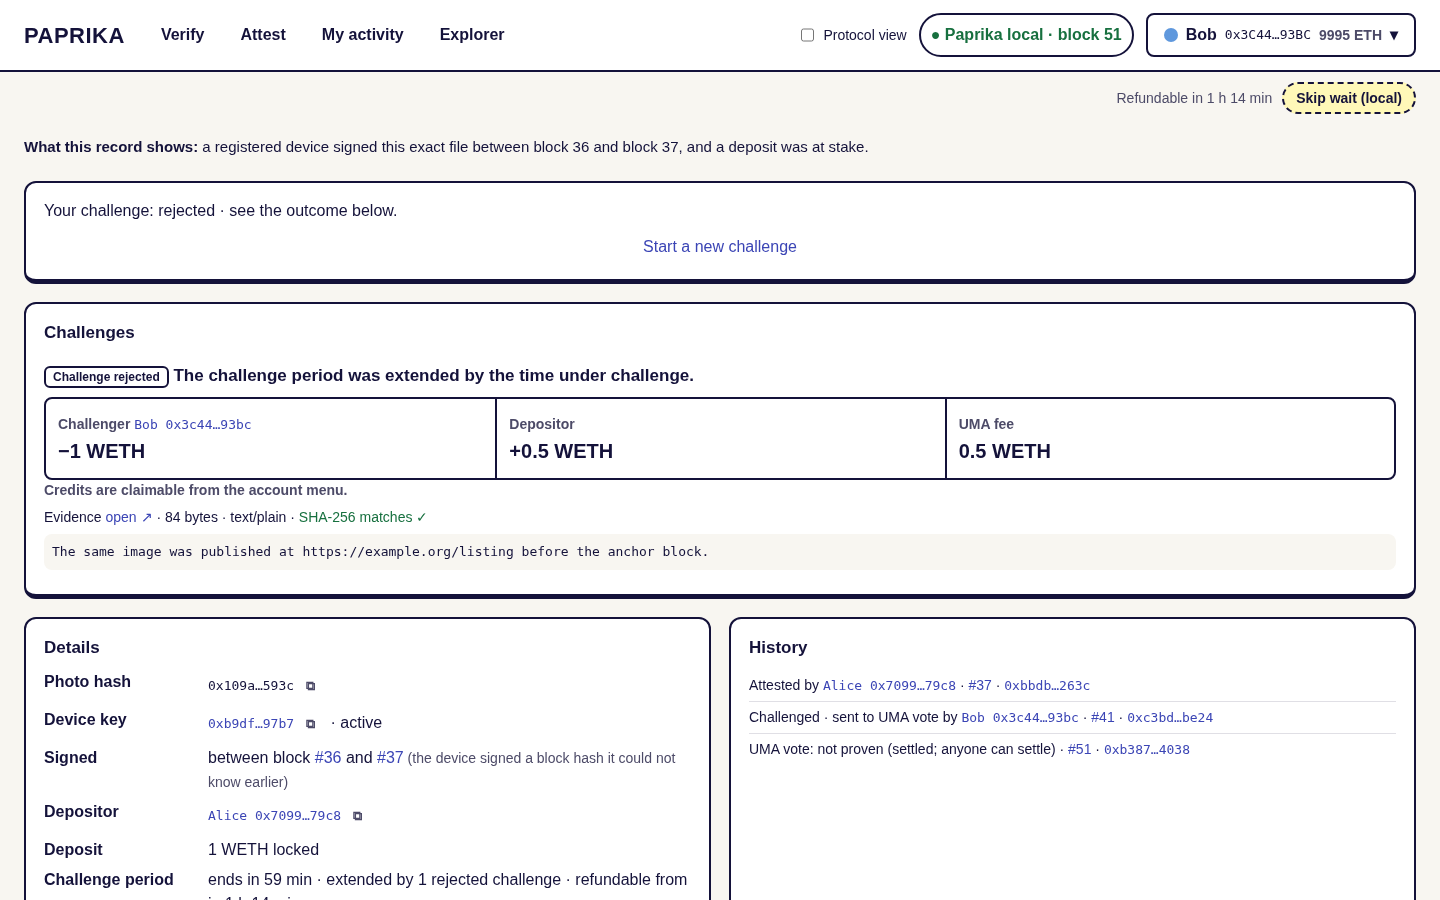 PAPRIKA Verify Attest My activity Explorer Protocol view ● Paprika local · block 51 Bob 0x3C44…93BC 9995 ETH ▼
Refundable in 1 h 14 min Skip wait (local)
What this record shows: a registered device signed this exact file between block 36 and block 37, and a deposit was at stake.
Your challenge: rejected · see the outcome below.
Start a new challenge
Challenges
Challenge rejected The challenge period was extended by the time under challenge.
Challenger Bob 0x3c44…93bc
−1 WETH
Depositor
+0.5 WETH
UMA fee
0.5 WETH
Credits are claimable from the account menu.
Evidence open ↗ · 84 bytes · text/plain · SHA-256 matches ✓
The same image was published at https://example.org/listing before the anchor block.
Details
Photo hash 0x109a…593c ⧉
Device key 0xb9df…97b7 ⧉ · active
Signed between block #36 and #37 (the device signed a block hash it could not
know earlier)
Depositor Alice 0x7099…79c8 ⧉
Deposit 1 WETH locked
Challenge period ends in 59 min · extended by 1 rejected challenge · refundable from
History
Attested by Alice 0x7099…79c8 · #37 · 0xbbdb…263c
Challenged · sent to UMA vote by Bob 0x3c44…93bc · #41 · 0xc3bd…be24
UMA vote: not proven (settled; anyone can settle) · #51 · 0xb387…4038